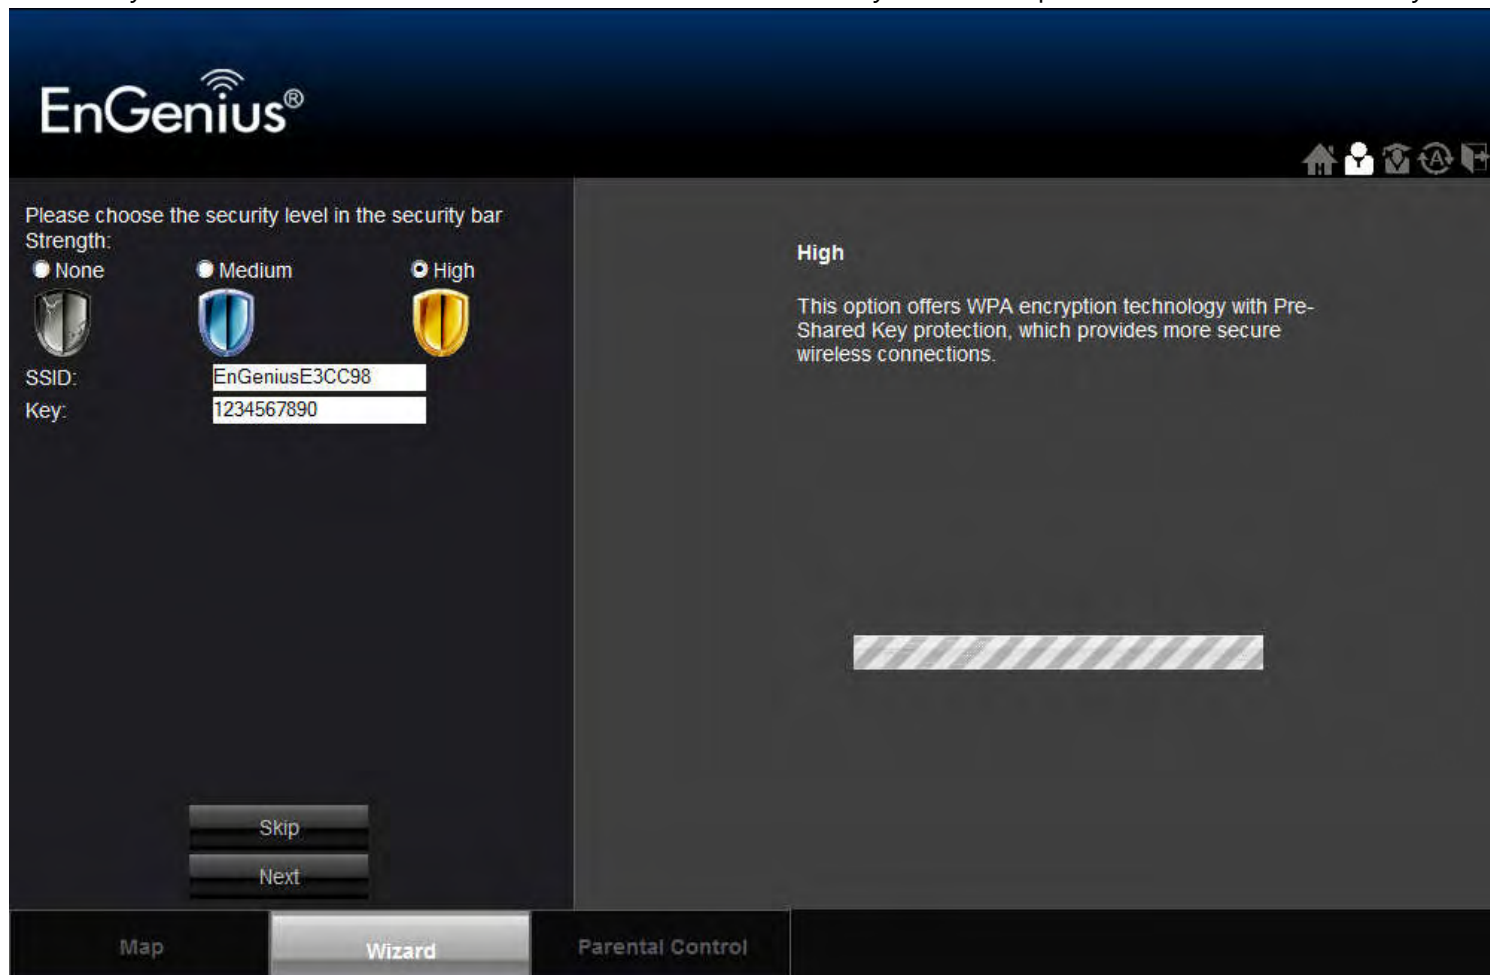 EnGenius®
Please choose the security level in the security bar
Strength:
None Medium High
SSID: EnGeniusE3CC98
Key: 1234567890
High
This option offers WPA encryption technology with Pre-
Shared Key protection, which provides more secure
wireless connections.
Skip
Next
Map Wizard Parental Control